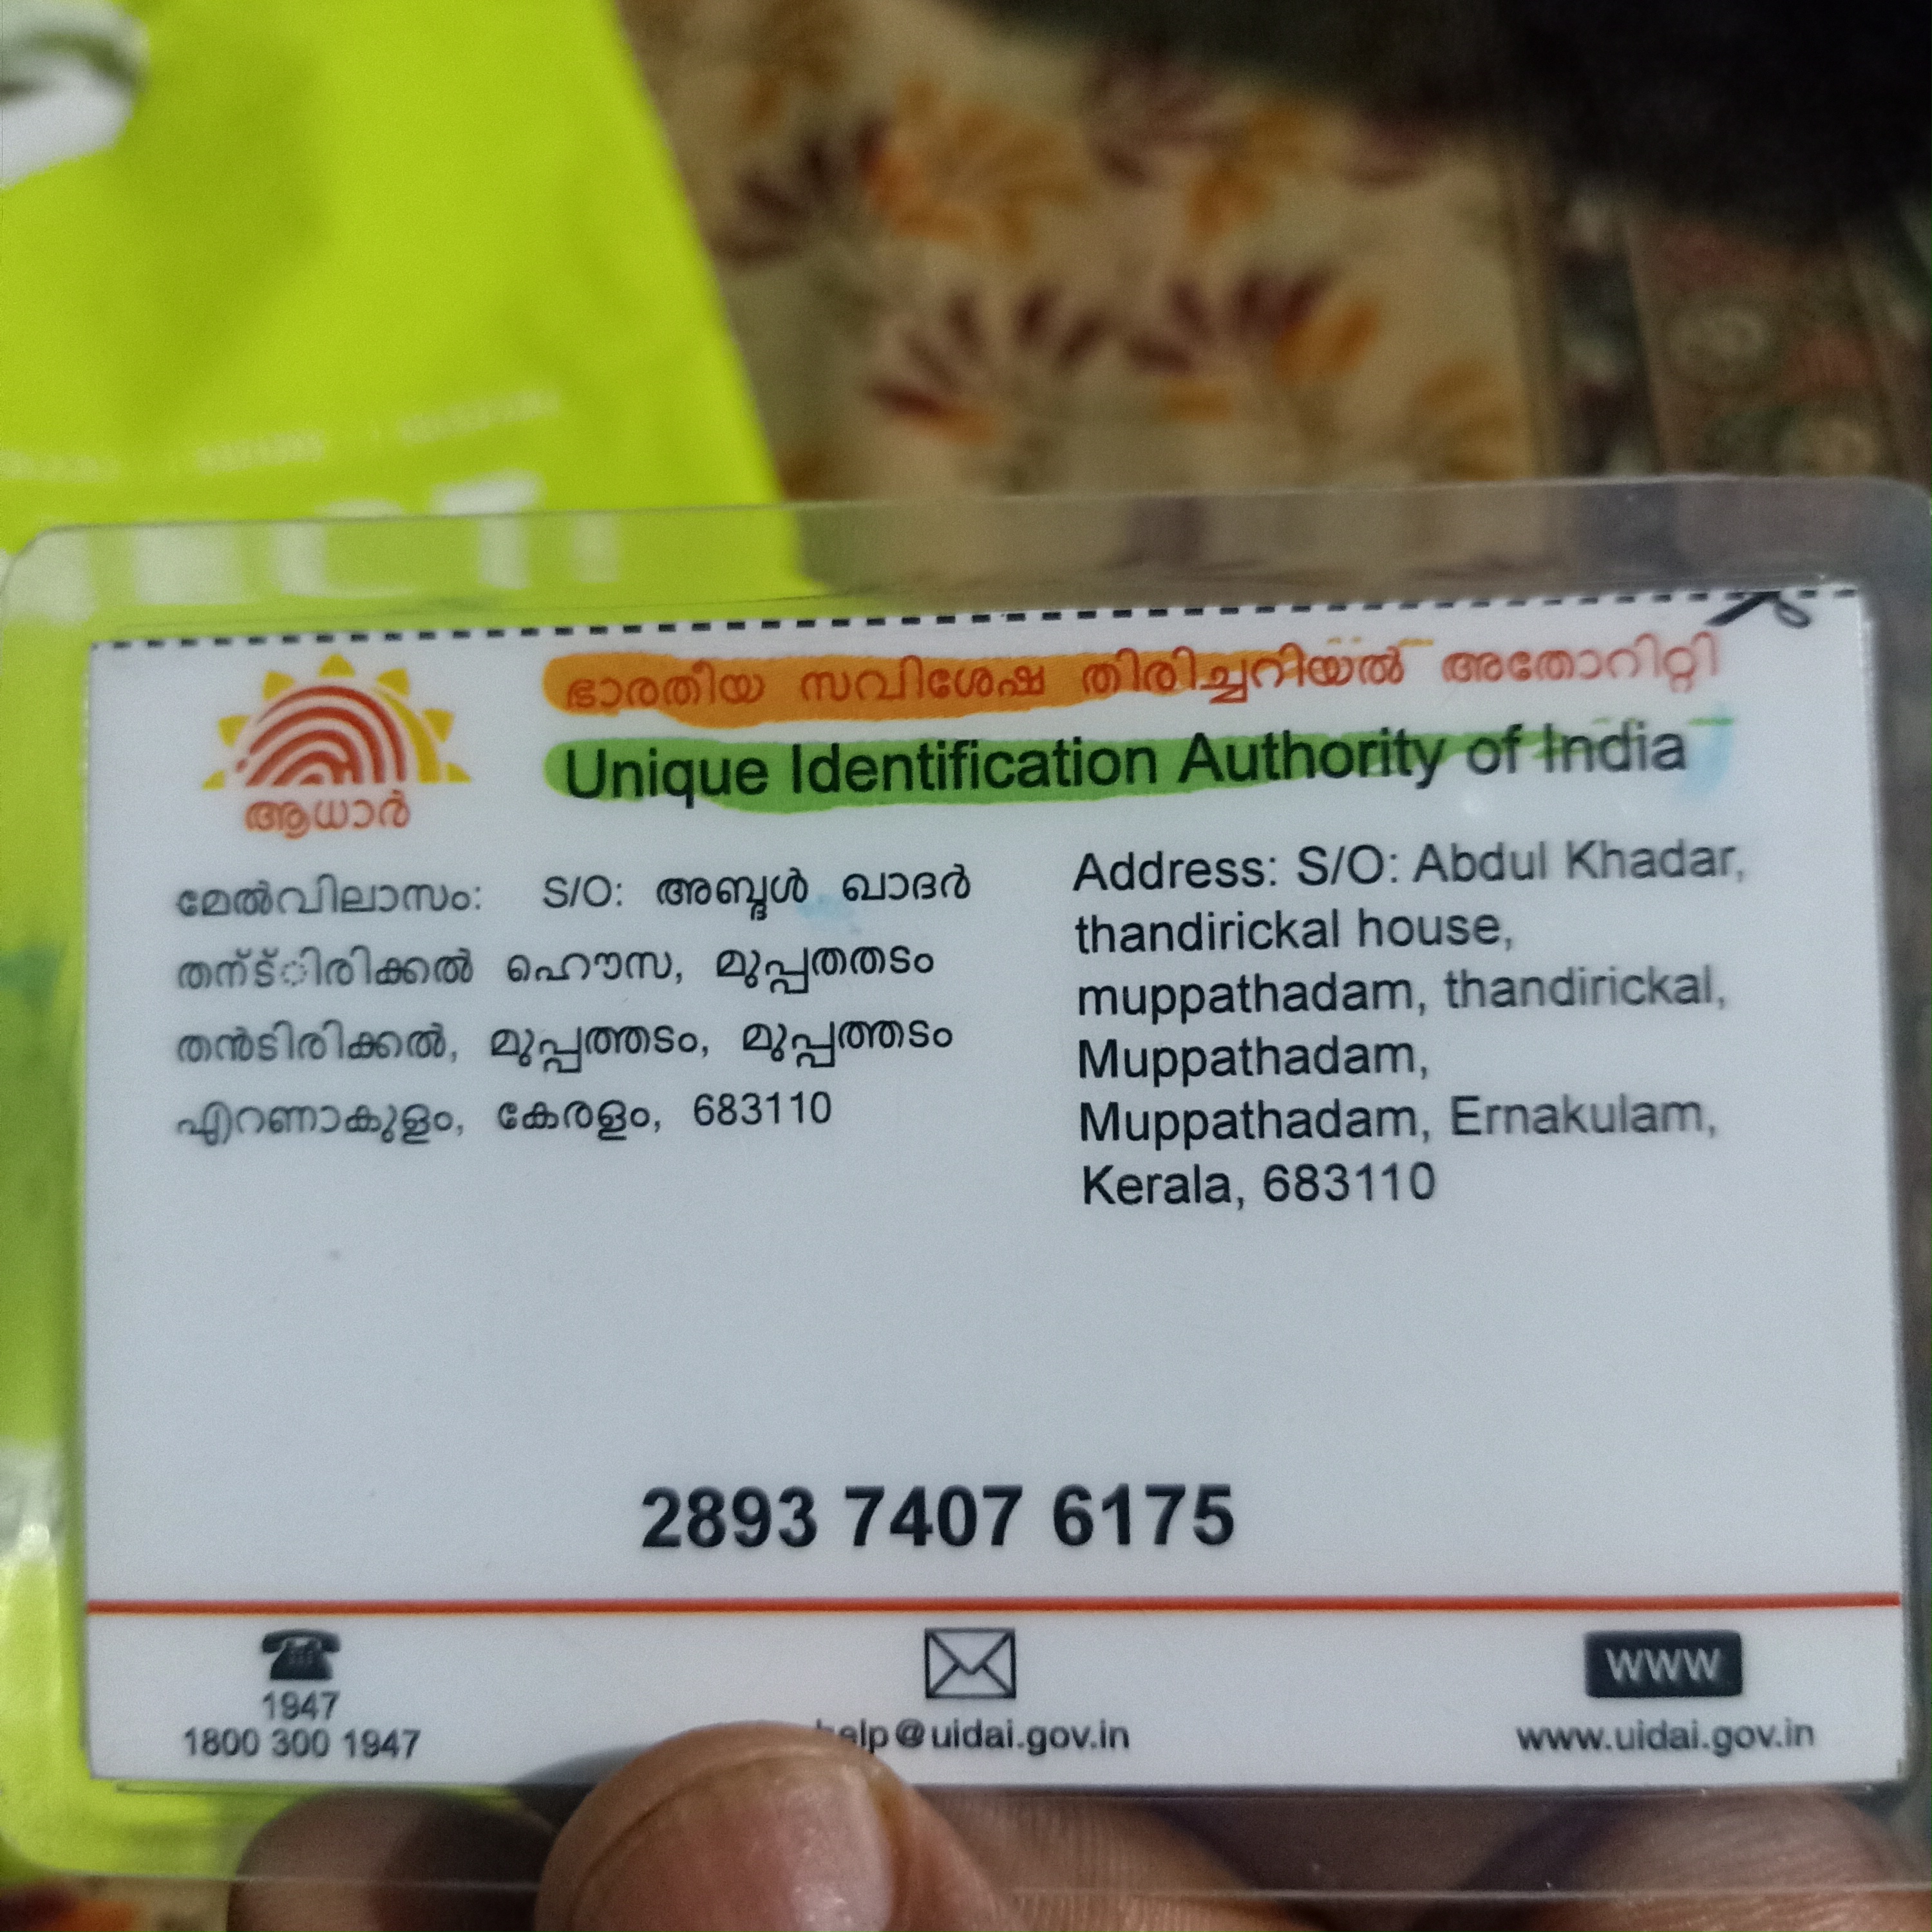 ഭാരതീയ സവിശേഷ തിരിച്ചറിയൽ അതോറിറ്റി
Unique Identification Authority of India
ആധാർ
മേൽവിലാസം: S/O: അബ്ദുൾ ഖാദർ
തന്ട്ിരിക്കൽ ഹൌസ, മുപ്പതതടം
തൻടിരിക്കൽ, മുപ്പത്തടം, മുപ്പത്തടം
എറണാകുളം, കേരളം, 683110
Address: S/O: Abdul Khadar,
thandirickal house,
muppathadam, thandirickal,
Muppathadam,
Muppathadam, Ernakulam,
Kerala, 683110
2893 7407 6175
1947
1800 300 1947
help@uidai.gov.in
WWW
www.uidai.gov.in